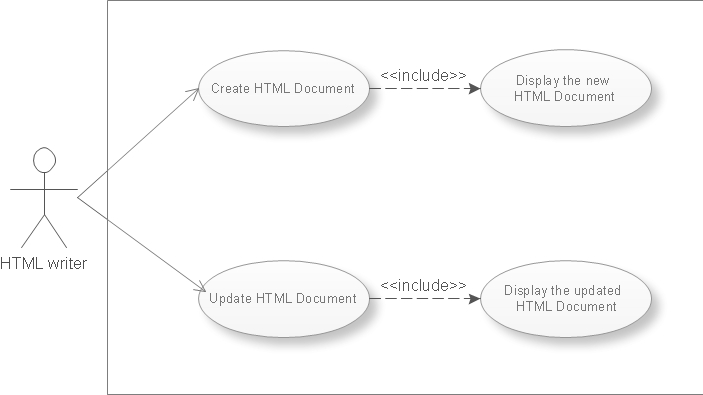 Create HTML Document
<<include>>
Display the new
HTML Document
HTML writer
Update HTML Document
<<include>>
Display the updated
HTML Document